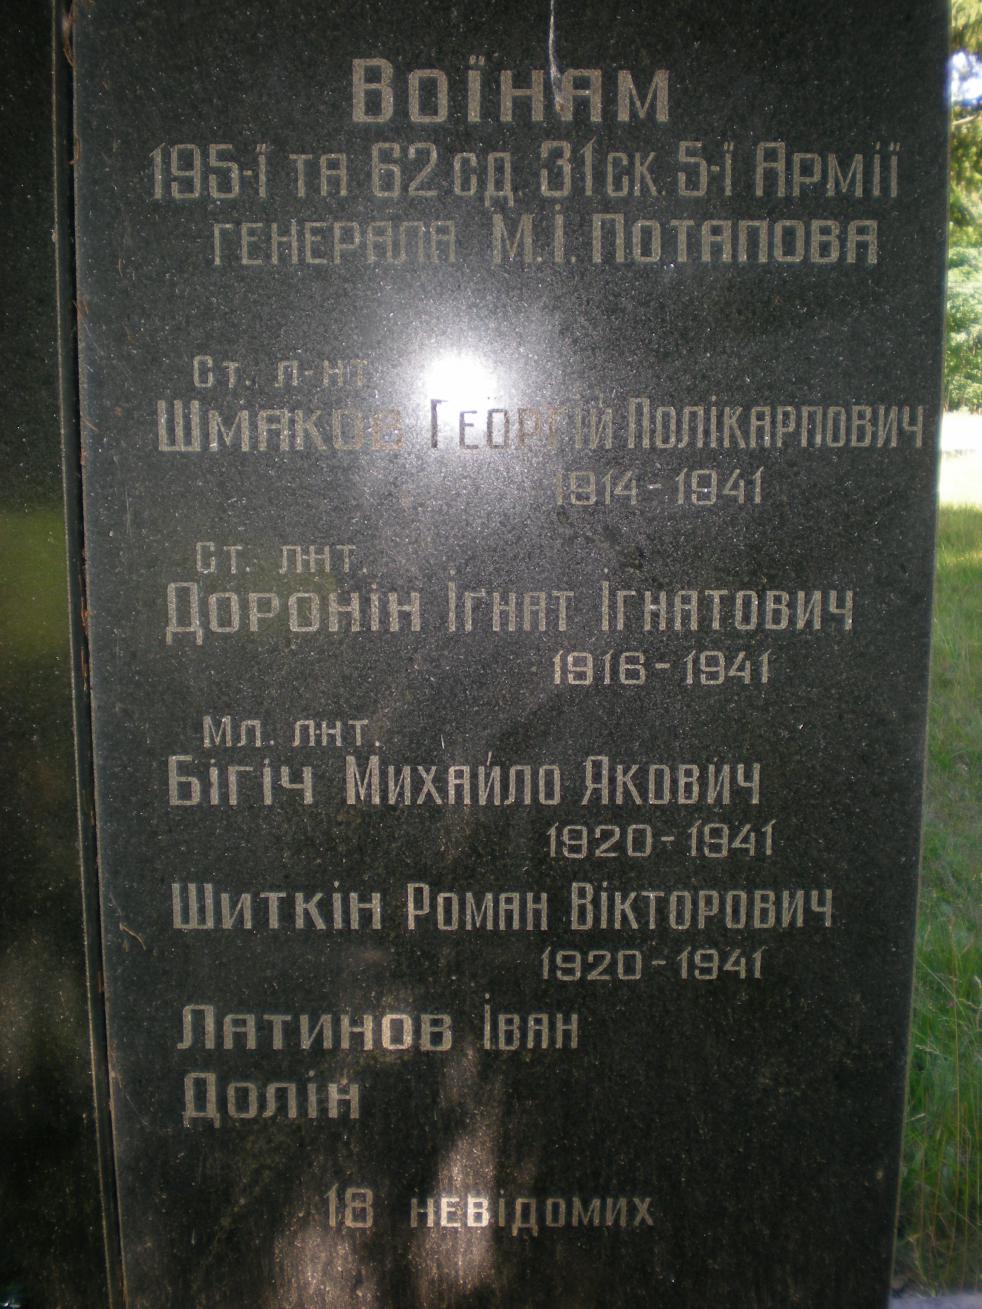 Воїнам
195-ї та 62 сд. 31 ск. 5-ї Армії
генерала М.І. Потапова
Ст. л-нт
Шмаков Георгій Полікарпович
1914-1941
Ст. л-нт.
Доронін Ігнат Ігнатович
1916-1941
Мл. л-нт.
Бігіч Михайло Якович
1920-1941
Шиткін Роман Вікторович
1920-1941
Латинов Іван
Долін
18 невідомих